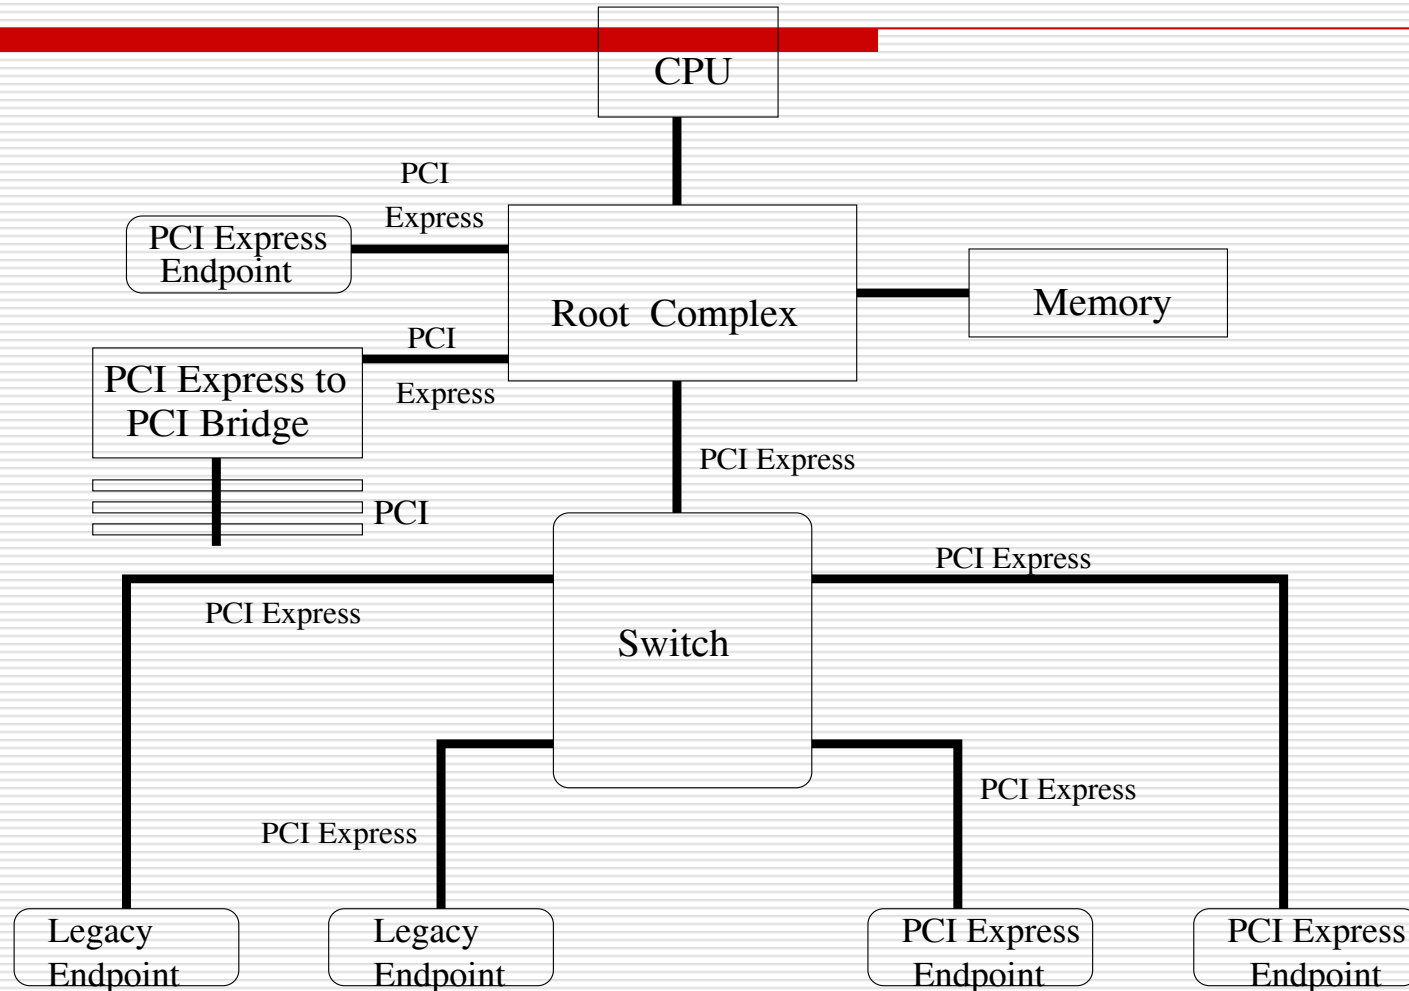 CPU
PCI
Express
PCI Express
Endpoint
Root Complex
Memory
PCI
Express
PCI Express to
PCI Bridge
PCI Express
PCI
PCI Express
PCI Express
Switch
PCI Express
PCI Express
Legacy
Endpoint
Legacy
Endpoint
PCI Express
Endpoint
PCI Express
Endpoint